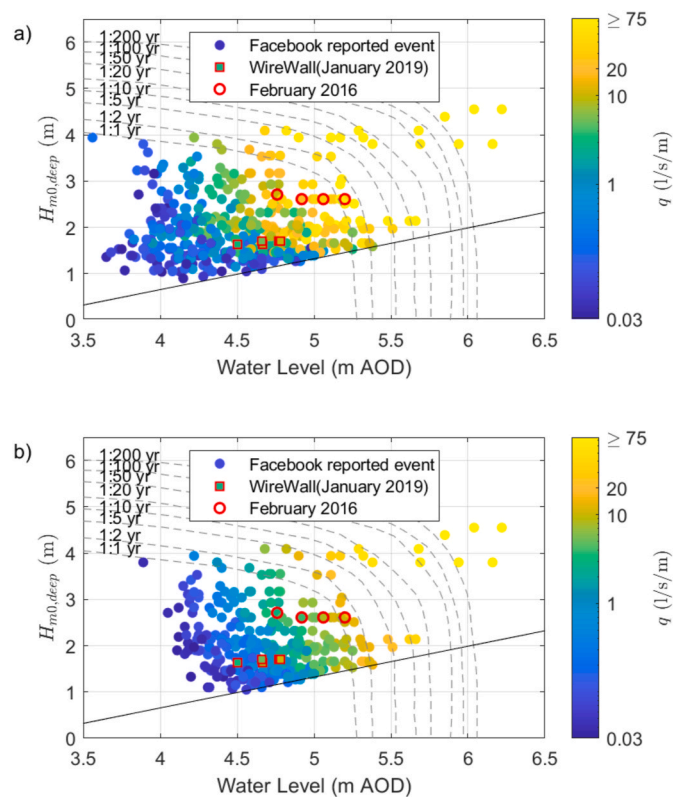 a)
6
5
4
3
2
1
0
H_{m0,deep} (m)
1:200 yr
1:100 yr
1:50 yr
1:20 yr
1:10 yr
1:5 yr
1:2 yr
1:1 yr
Facebook reported event
WireWall(January 2019)
February 2016
3.5 4 4.5 5 5.5 6 6.5
Water Level (m AOD)
≥ 75
20
10
1
0.03
q (l/s/m)
b)
6
5
4
3
2
1
0
H_{m0,deep} (m)
1:200 yr
1:100 yr
1:50 yr
1:20 yr
1:10 yr
1:5 yr
1:2 yr
1:1 yr
Facebook reported event
WireWall(January 2019)
February 2016
3.5 4 4.5 5 5.5 6 6.5
Water Level (m AOD)
≥ 75
20
10
1
0.03
q (l/s/m)